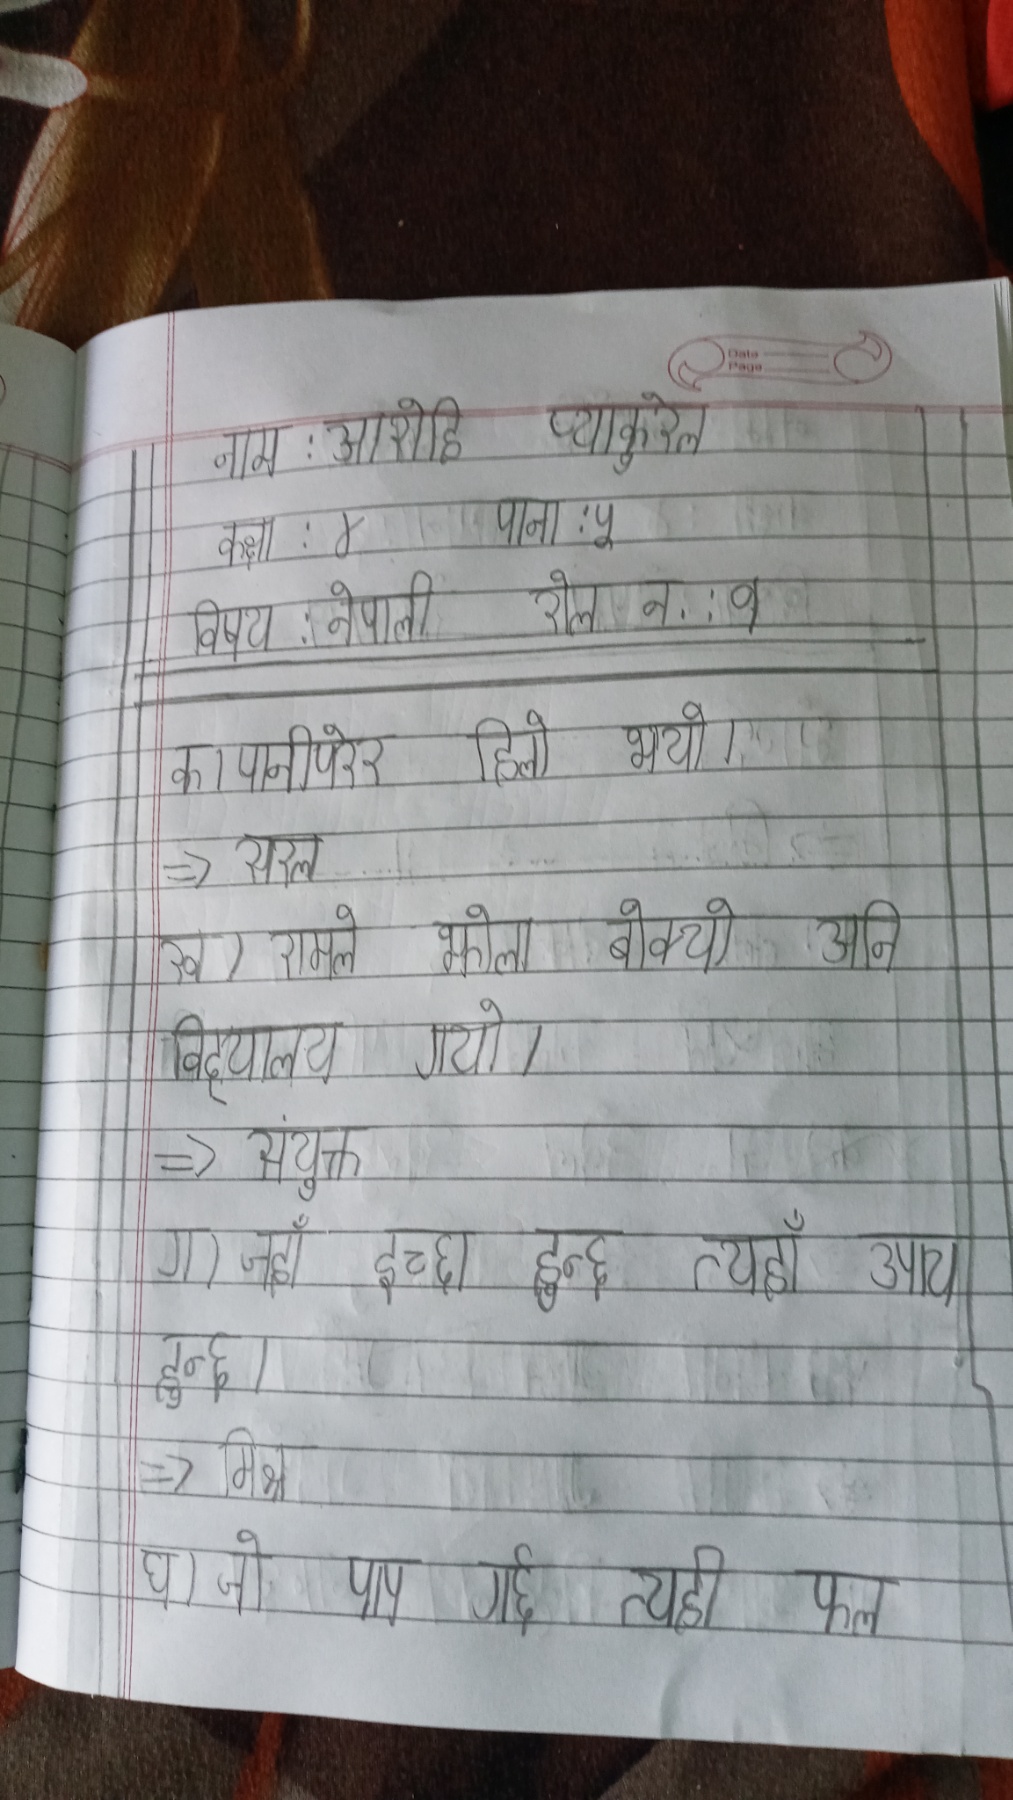 Date
Page
नाम : आरोहि प्याकुरेल
कक्षा : ४ पाना : ५
विषय : नेपाली रोल न. : १
क) पानीपरेर हिलो भयो।
=> सरल
ख) रामले झोला बोक्यो अनि
विद्यालय गयो।
=> संयुक्त
ग) जहाँ इच्छा हुन्छ त्यहाँ उपाय
हुन्छ।
=> मिश्र
घ) जो पाप गर्छ त्यही फल